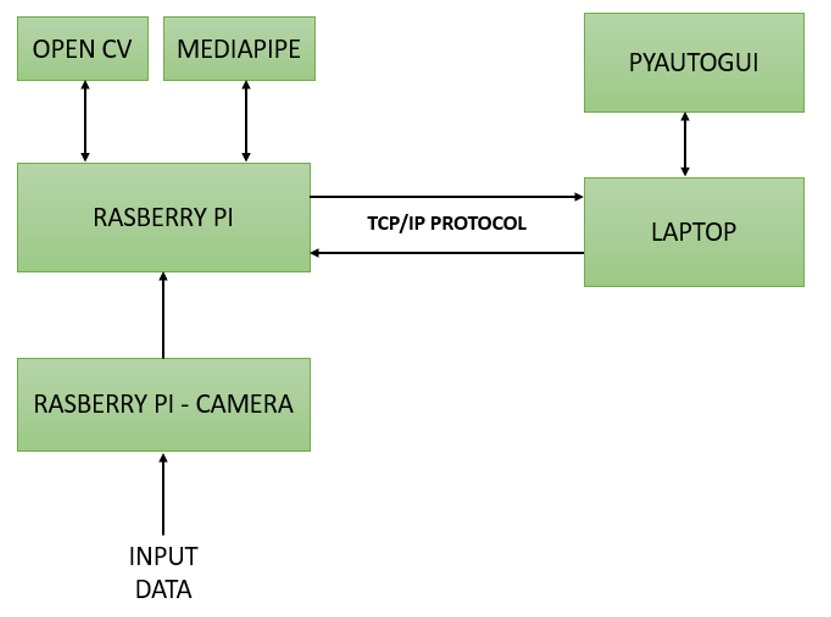 OPEN CV
MEDIAPIPE
PYAUTOGUI
RASBERRY PI
TCP/IP PROTOCOL
LAPTOP
RASBERRY PI - CAMERA
INPUT
DATA